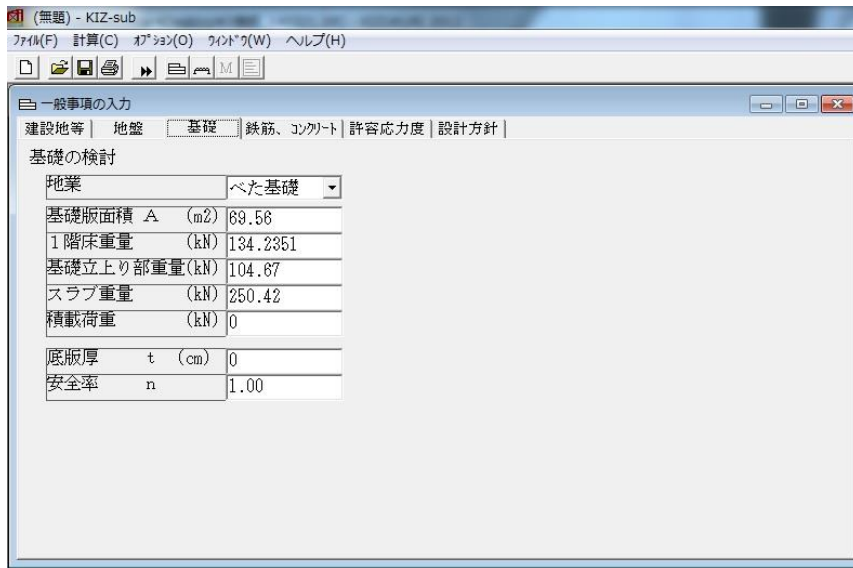 (無題) - KIZ-sub
ファイル(F) 計算(C) オプション(O) ウィンドウ(W) ヘルプ(H)
M
一般事項の入力
建設地等 地盤 基礎 鉄筋、コンクリート 許容応力度 設計方針
基礎の検討
地業 べた基礎
基礎版面積 A (m2) 69.56
1階床重量 (kN) 134.2351
基礎立上り部重量(kN) 104.67
スラブ重量 (kN) 250.42
積載荷重 (kN) 0
底版厚 t (cm) 0
安全率 n 1.00